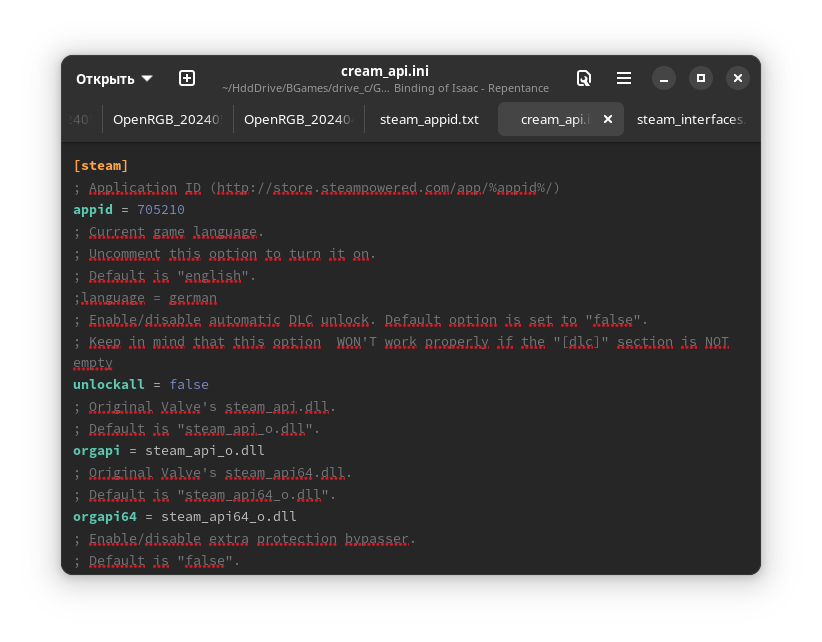 Открыть
cream_api.ini
~/HddDrive/BGames/drive_c/G... Binding of Isaac - Repentance
OpenRGB_20240
OpenRGB_20240
steam_appid.txt
cream_api.i
steam_interfaces.
[steam]
; Application ID (http://store.steampowered.com/app/%appid%/)
appid = 705210
; Current game language.
; Uncomment this option to turn it on.
; Default is "english".
;language = german
; Enable/disable automatic DLC unlock. Default option is set to "false".
; Keep in mind that this option  WON'T work properly if the "[dlc]" section is NOT
empty
unlockall = false
; Original Valve's steam_api.dll.
; Default is "steam_api_o.dll".
orgapi = steam_api_o.dll
; Original Valve's steam_api64.dll.
; Default is "steam_api64_o.dll".
orgapi64 = steam_api64_o.dll
; Enable/disable extra protection bypasser.
; Default is "false".